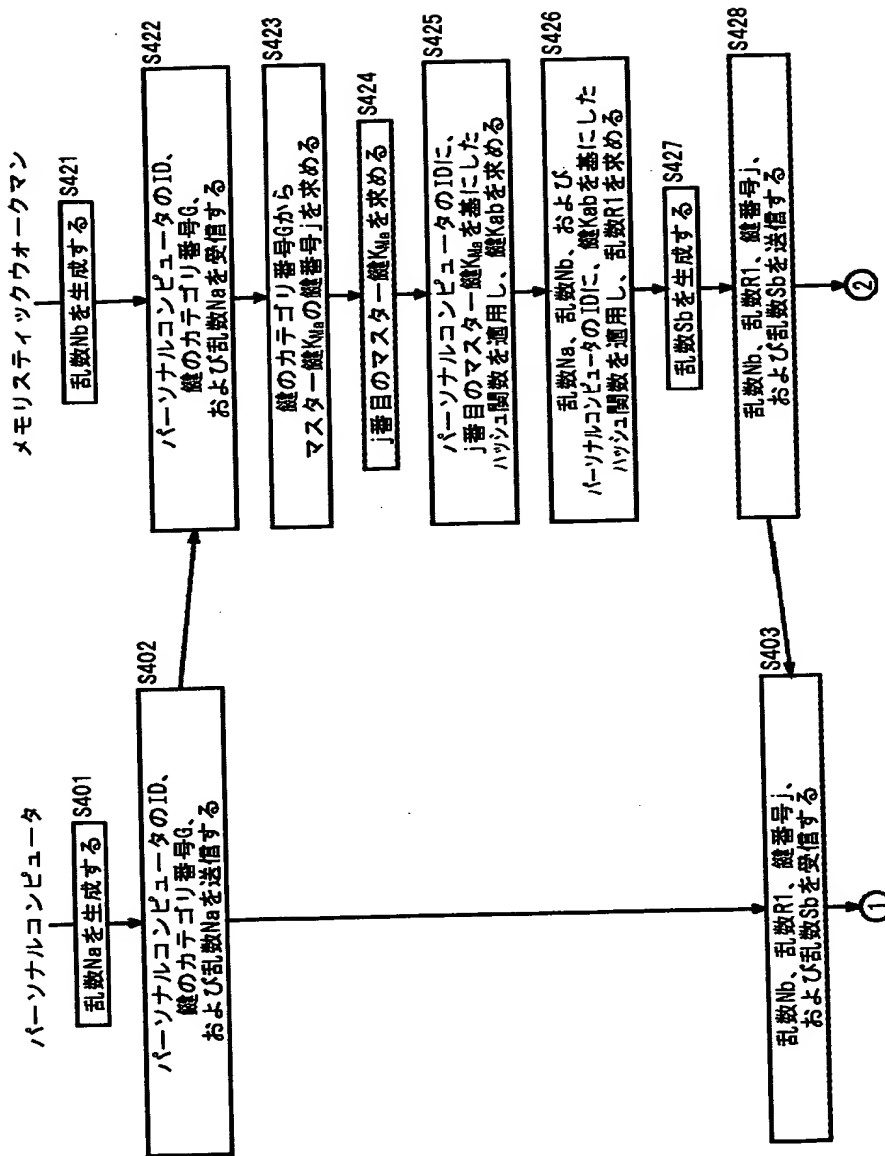 パーソナルコンピュータ
乱数Naを生成する
S401
パーソナルコンピュータのID、
鍵のカテゴリ番号G、
および乱数Naを送信する
S402
乱数Nb、乱数R1、鍵番号j、
および乱数Sbを受信する
S403
①
メモリスティックウォークマン
乱数Nbを生成する
S421
パーソナルコンピュータのID、
鍵のカテゴリ番号G、
および乱数Naを受信する
S422
鍵のカテゴリ番号Gから
マスター鍵KMaの鍵番号jを求める
S423
j番目のマスター鍵KMaを求める
S424
パーソナルコンピュータのIDに、
j番目のマスター鍵KMaを基にした
ハッシュ関数を適用し、鍵Kabを求める
S425
乱数Na、乱数Nb、および
パーソナルコンピュータのIDに、鍵Kabを基にした
ハッシュ関数を適用し、乱数R1を求める
S426
乱数Sbを生成する
S427
乱数Nb、乱数R1、鍵番号j、
および乱数Sbを送信する
S428
②